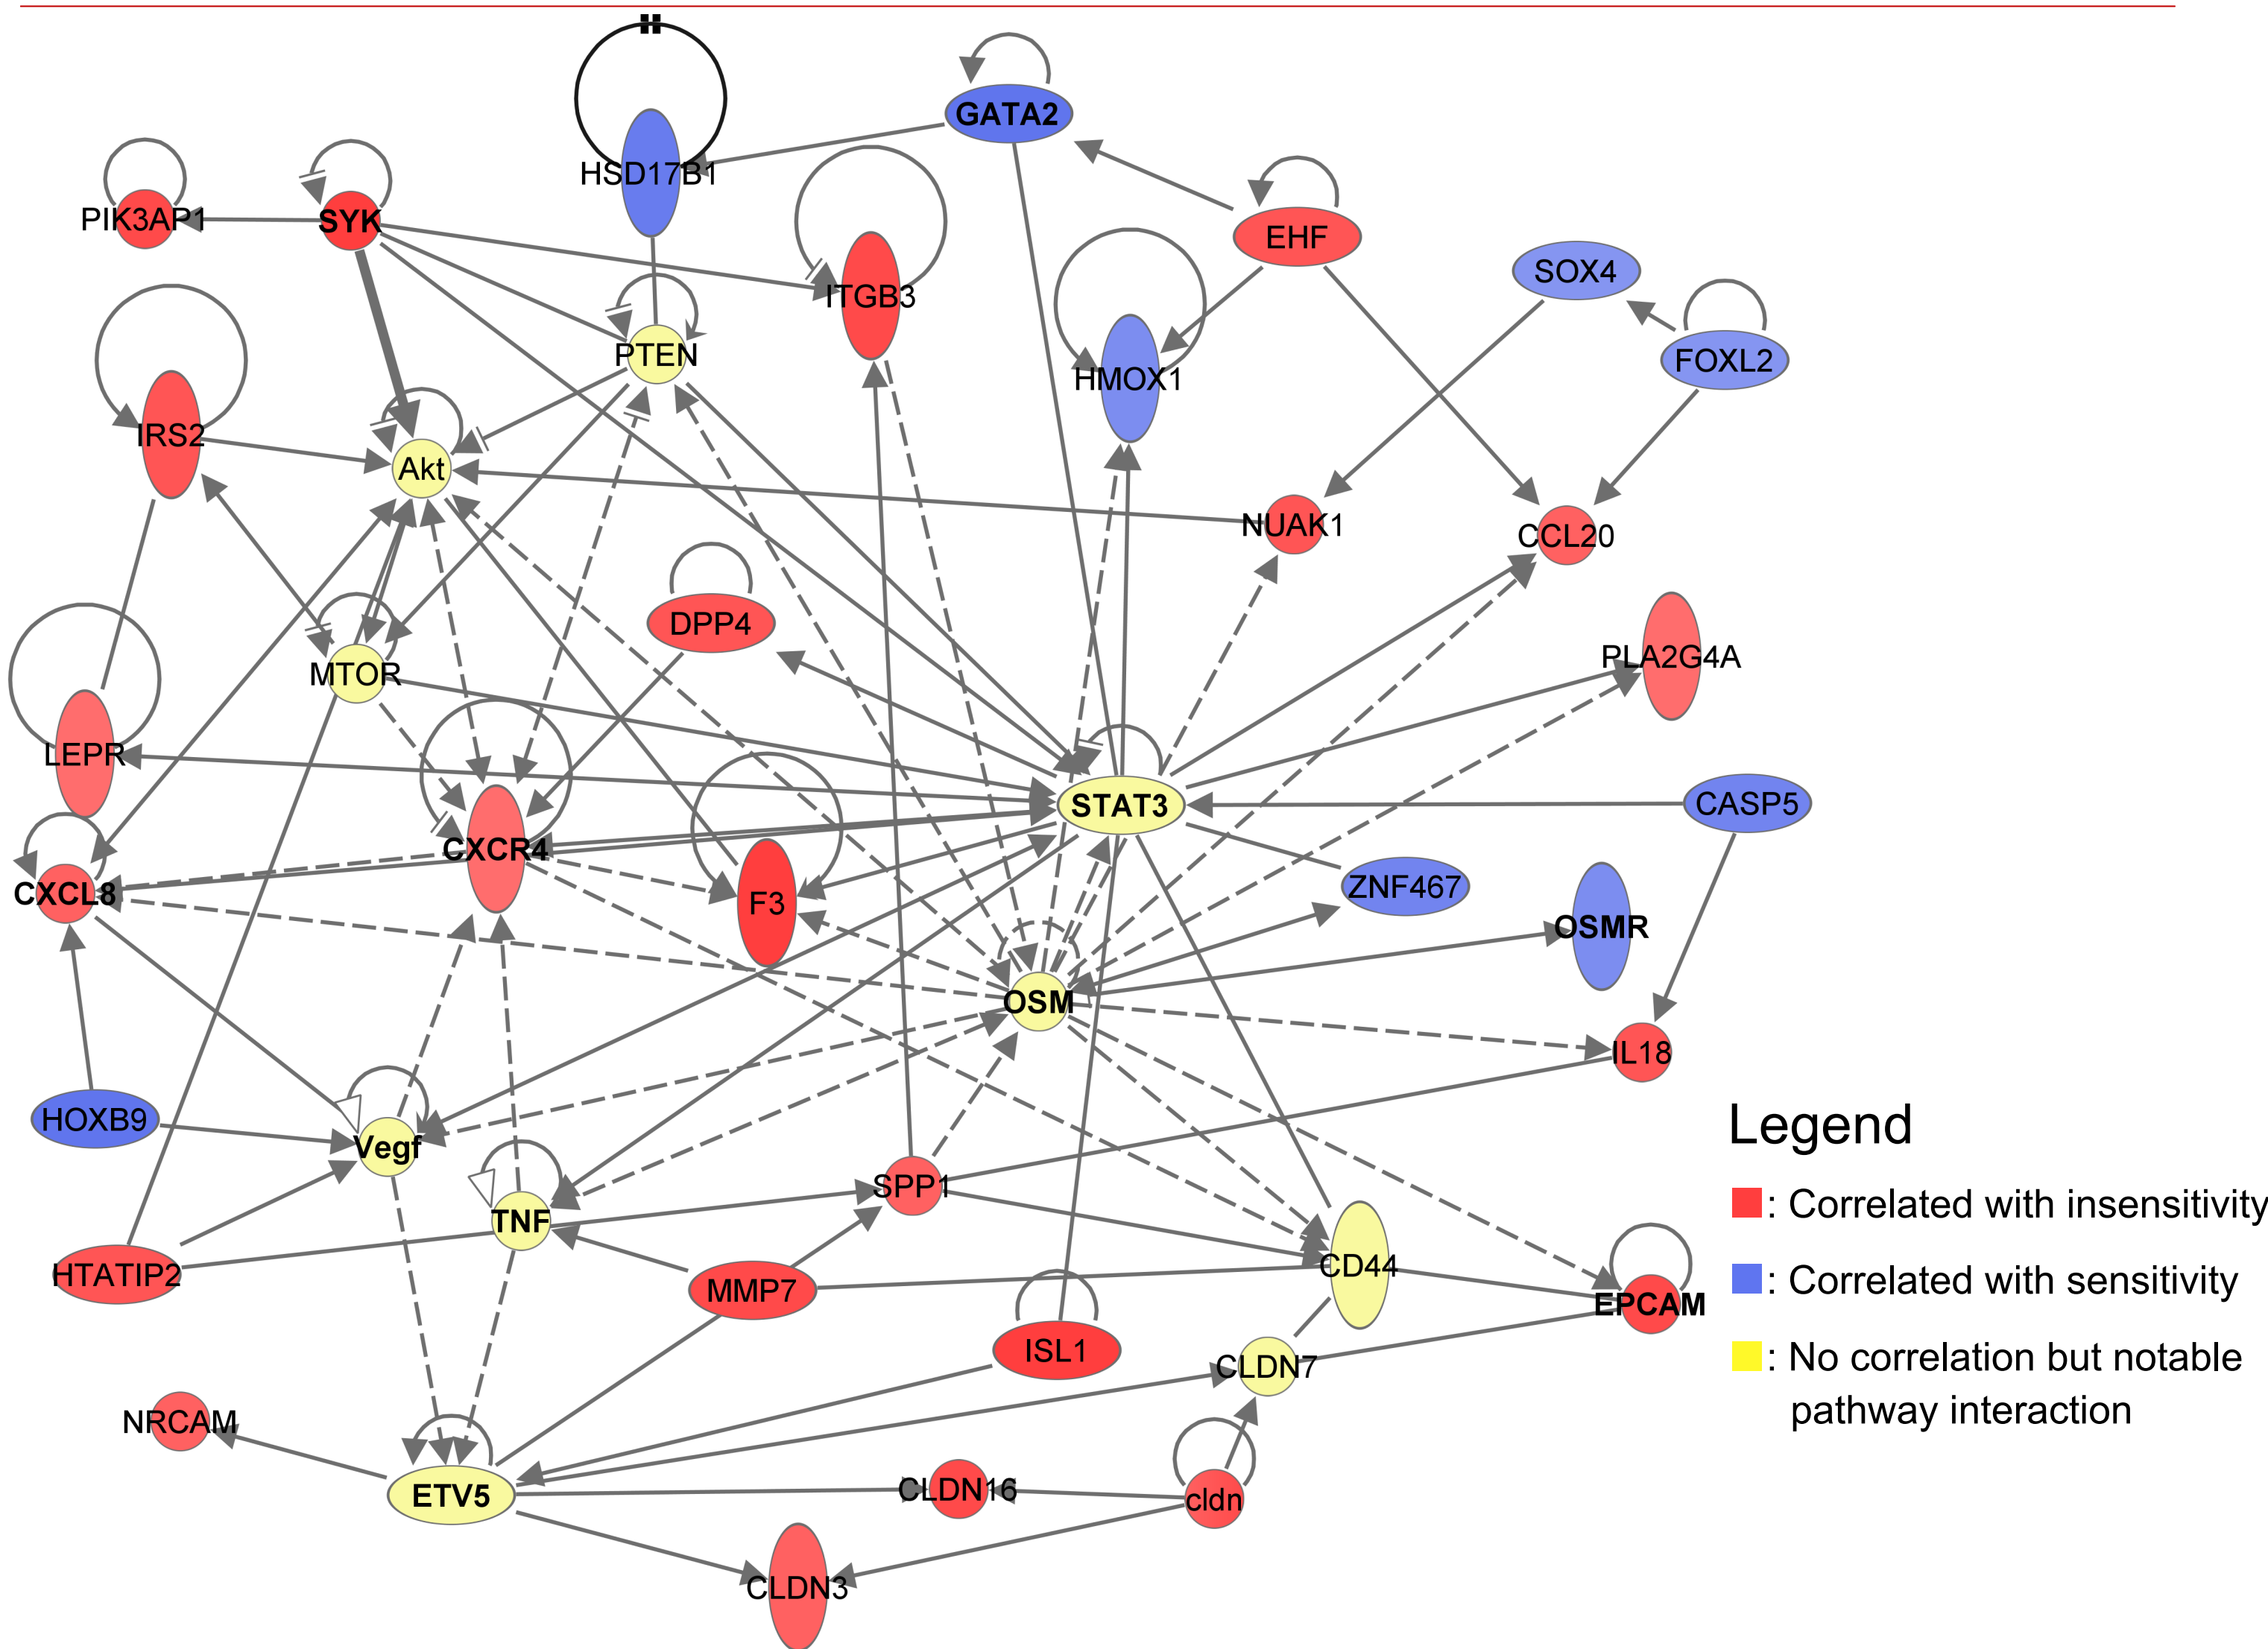 GATA2
HSD17B1
PIK3AP1
SYK
EHF
SOX4
ITGB3
PTEN
HMOX1
FOXL2
IRS2
Akt
NUAK1
CCL20
DPP4
PLA2G4A
MTOR
LEPR
STAT3
CASP5
CXCR4
CXCL8
F3
ZNF467
OSMR
OSM
IL18
HOXB9
Vegf
SPP1
TNF
HTATIP2
MMP7
CD44
EPCAM
ISL1
CLDN7
NRCAM
ETV5
CLDN16
cldn
CLDN3
Legend
: Correlated with insensitivity
: Correlated with sensitivity
: No correlation but notable
pathway interaction